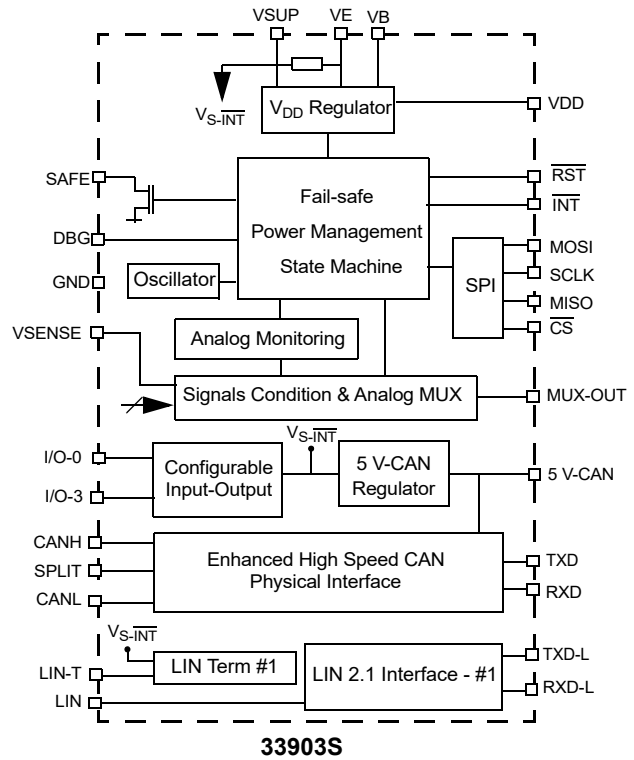 VSUP VE VB
VS-INT
VDD Regulator
VDD
SAFE
Fail-safe
Power Management
State Machine
RST
INT
DBG
GND
Oscillator
SPI
MOSI
SCLK
MISO
CS
VSENSE
Analog Monitoring
Signals Condition & Analog MUX
MUX-OUT
I/O-0
I/O-3
Configurable
Input-Output
VS-INT
5 V-CAN
Regulator
5 V-CAN
CANH
SPLIT
CANL
Enhanced High Speed CAN
Physical Interface
TXD
RXD
VS-INT
LIN-T
LIN
LIN Term #1
LIN 2.1 Interface - #1
TXD-L
RXD-L
33903S